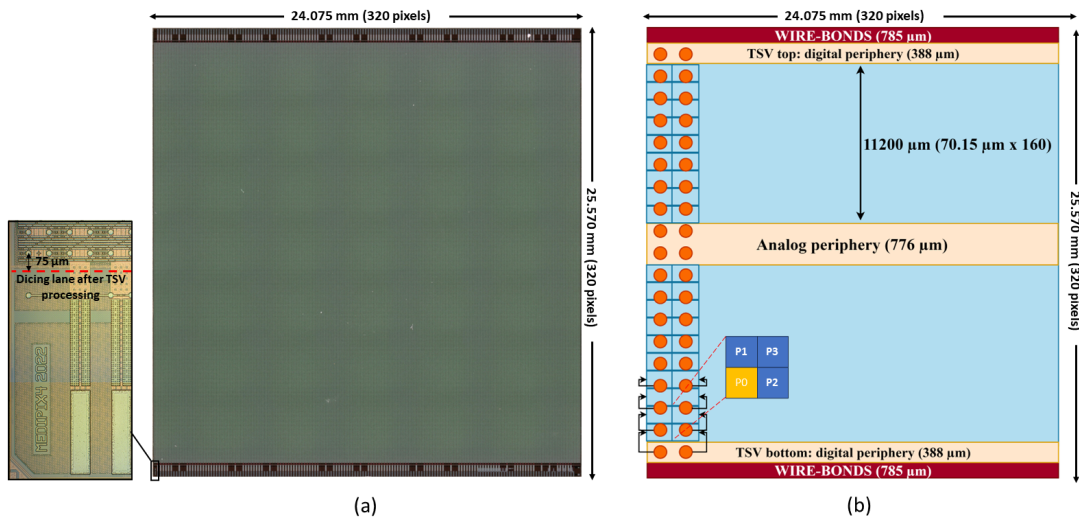 24.075 mm (320 pixels)
25.570 mm (320 pixels)
75 µm
Dicing lane after TSV
processing
MEDIPIX4 2022
(a)
24.075 mm (320 pixels)
WIRE-BONDS (785 µm)
TSV top: digital periphery (388 µm)
11200 µm (70.15 µm x 160)
Analog periphery (776 µm)
25.570 mm (320 pixels)
P1 P3
P0 P2
TSV bottom: digital periphery (388 µm)
WIRE-BONDS (785 µm)
(b)